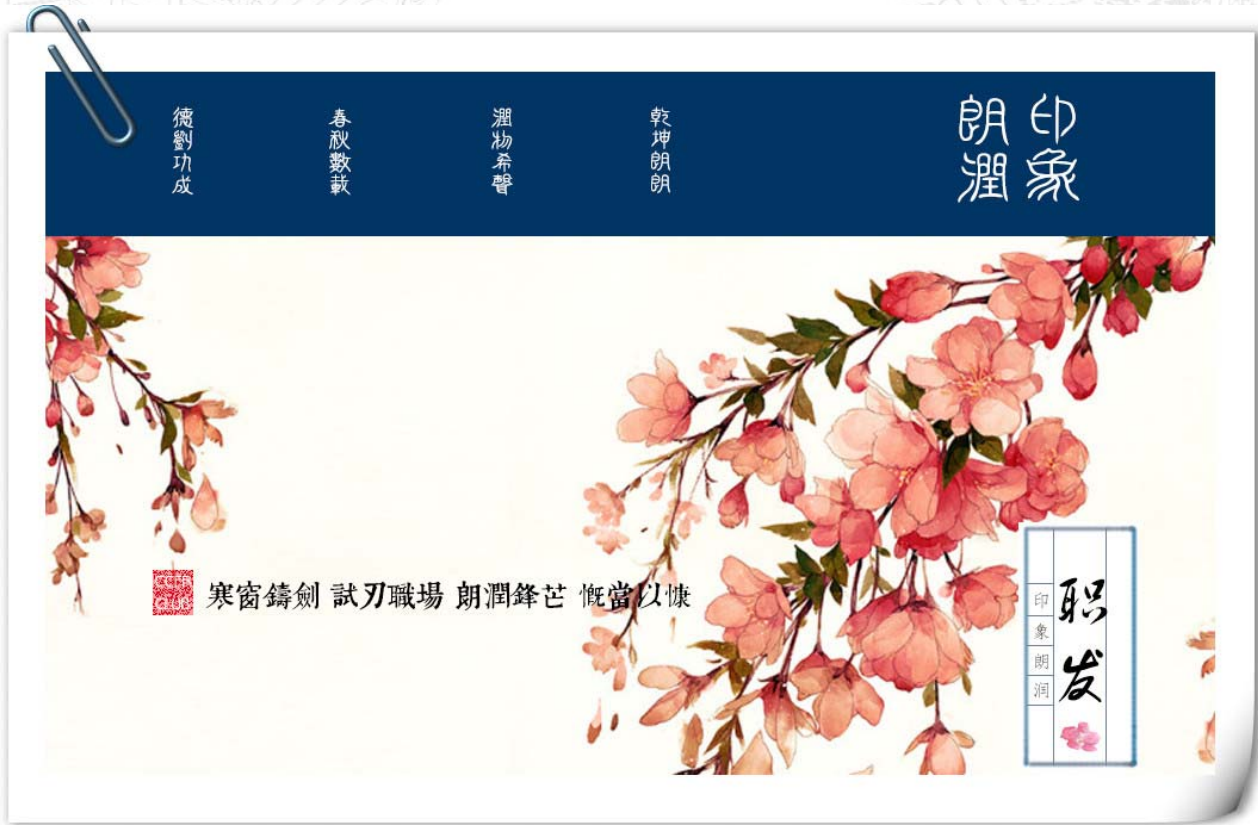 印象
朗潤
乾坤朗朗
潤物希聲
春秋數載
德劉功成
寒窗鑄劍 試刃職場 朗潤鋒芒 慨當以慷
职发
印象朗润